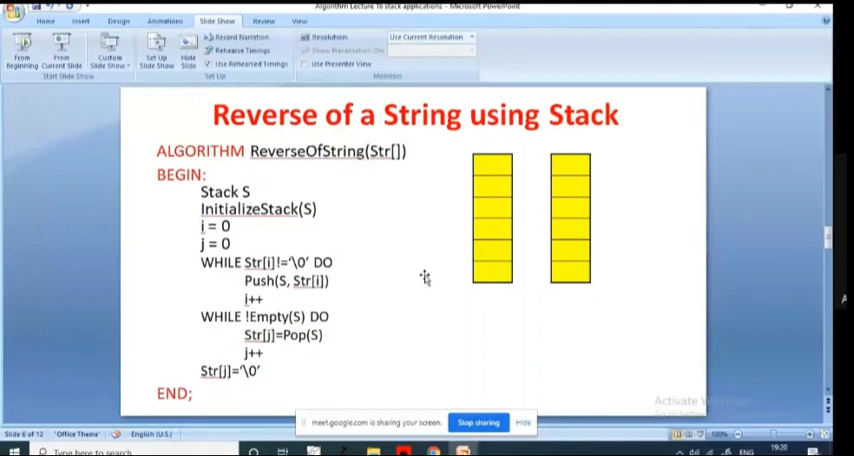 Algorithm Lecture 16 stack applications - Microsoft PowerPoint
Home Insert Design Animations Slide Show Review View
From Beginning
From Current Slide
Custom Slide Show
Start Slide Show
Set Up Slide Show
Hide Slide
Record Narration
Rehearse Timings
Use Rehearsed Timings
Set Up
Resolution: Use Current Resolution
Show Presentation On:
Use Presenter View
Monitors
Reverse of a String using Stack
ALGORITHM ReverseOfString(Str[])
BEGIN:
Stack S
InitializeStack(S)
i = 0
j = 0
WHILE Str[i]!='\0' DO
Push(S, Str[i])
i++
WHILE !Empty(S) DO
Str[j]=Pop(S)
j++
Str[j]='\0'
END;
Activate
meet.google.com is sharing your screen. Stop sharing Hide
Slide 6 of 12 "Office Theme" English (U.S.) 100%
Type here to search
ENG 19:20